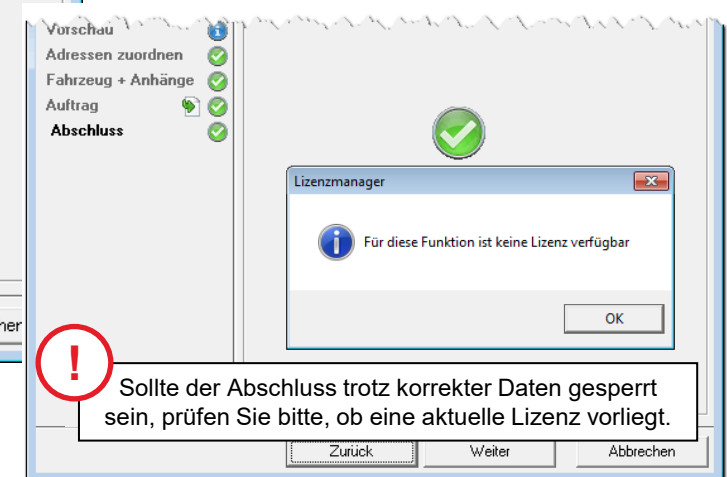 Vorschau
Adressen zuordnen
Fahrzeug + Anhänge
Auftrag
Abschluss
Lizenzmanager
Für diese Funktion ist keine Lizenz verfügbar
OK
!
Sollte der Abschluss trotz korrekter Daten gesperrt
sein, prüfen Sie bitte, ob eine aktuelle Lizenz vorliegt.
Zurück Weiter Abbrechen